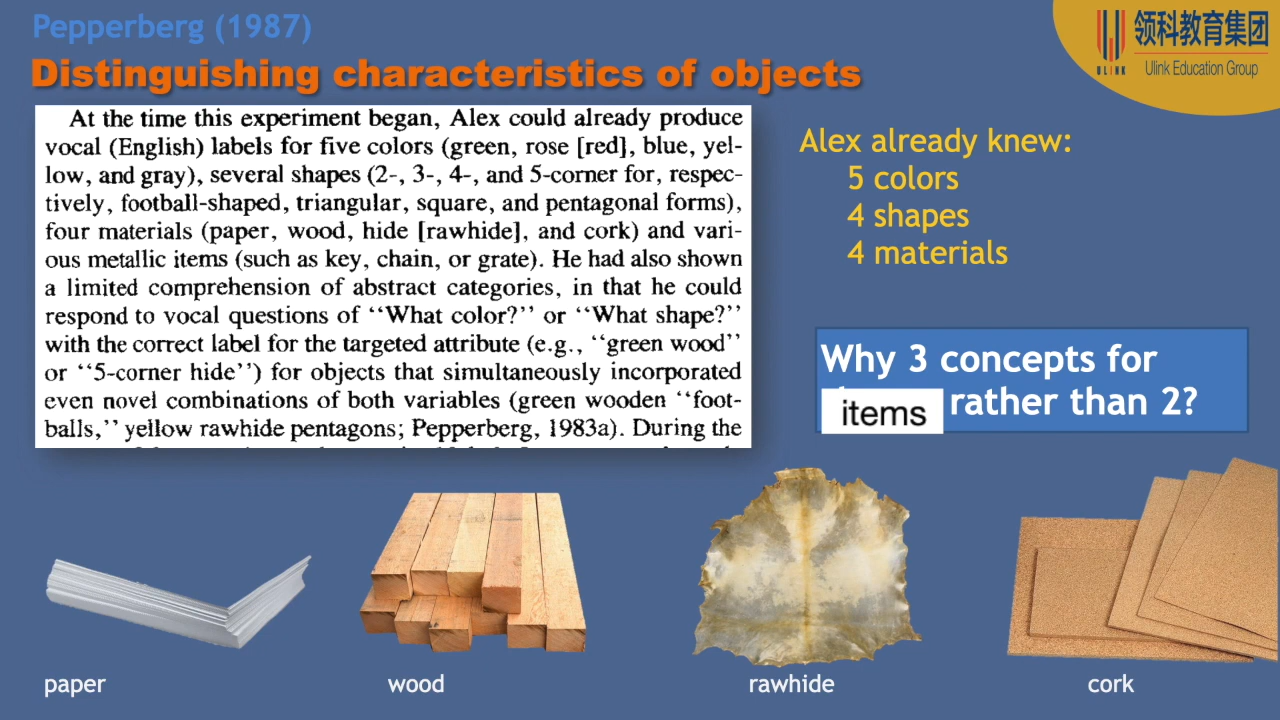 Pepperberg (1987)
Distinguishing characteristics of objects
领科教育集团
ULINK
Ulink Education Group
At the time this experiment began, Alex could already produce
vocal (English) labels for five colors (green, rose [red], blue, yel-
low, and gray), several shapes (2-, 3-, 4-, and 5-corner for, respec-
tively, football-shaped, triangular, square, and pentagonal forms),
four materials (paper, wood, hide [rawhide], and cork) and vari-
ous metallic items (such as key, chain, or grate). He had also shown
a limited comprehension of abstract categories, in that he could
respond to vocal questions of ‘‘What color?’’ or ‘‘What shape?’’
with the correct label for the targeted attribute (e.g., ‘‘green wood’’
or ‘‘5-corner hide’’) for objects that simultaneously incorporated
even novel combinations of both variables (green wooden ‘‘foot-
balls,’’ yellow rawhide pentagons; Pepperberg, 1983a). During the
Alex already knew:
5 colors
4 shapes
4 materials
Why 3 concepts for
items rather than 2?
paper
wood
rawhide
cork